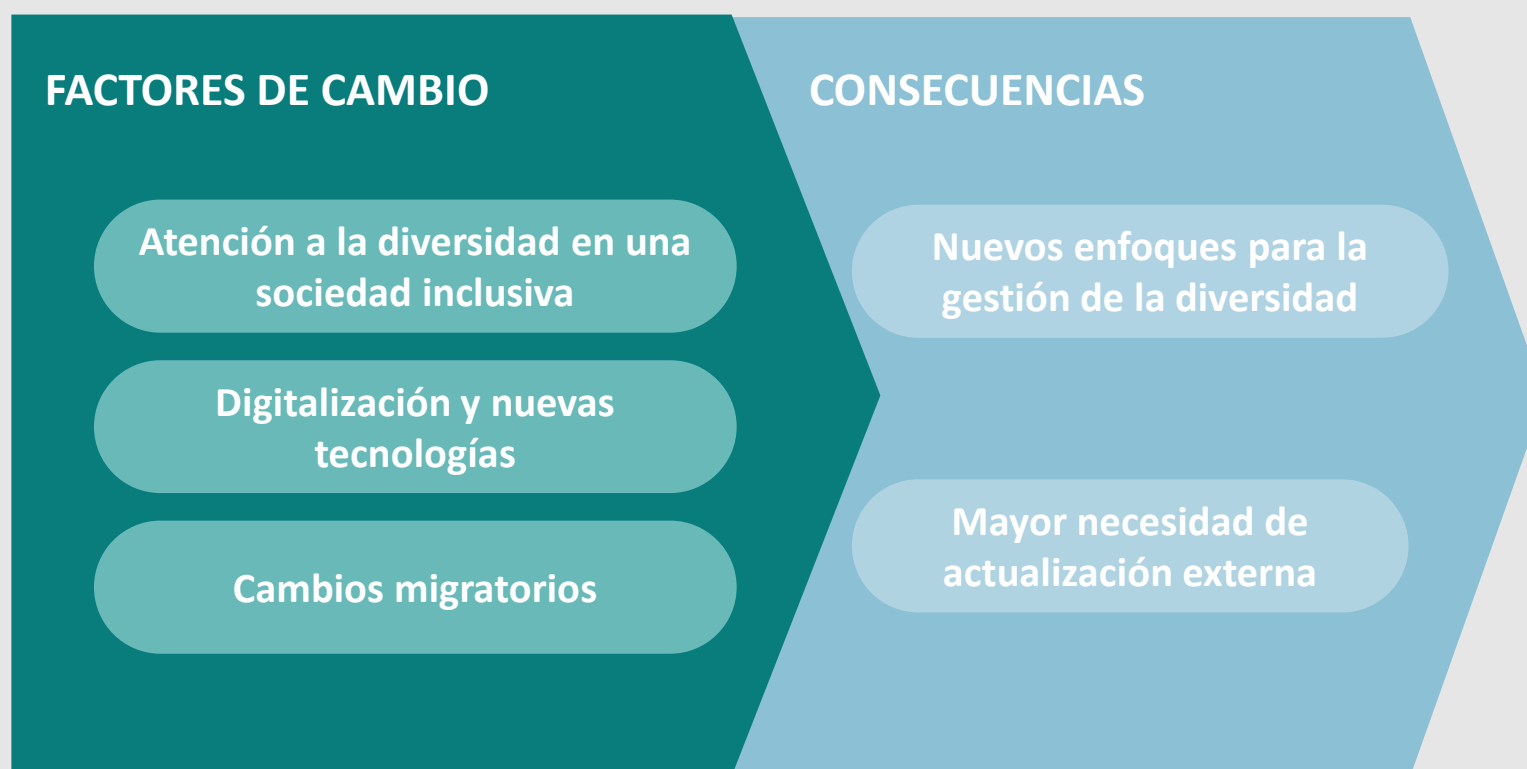 FACTORES DE CAMBIO
Atención a la diversidad en una
sociedad inclusiva
Digitalización y nuevas
tecnologías
Cambios migratorios
CONSECUENCIAS
Nuevos enfoques para la
gestión de la diversidad
Mayor necesidad de
actualización externa